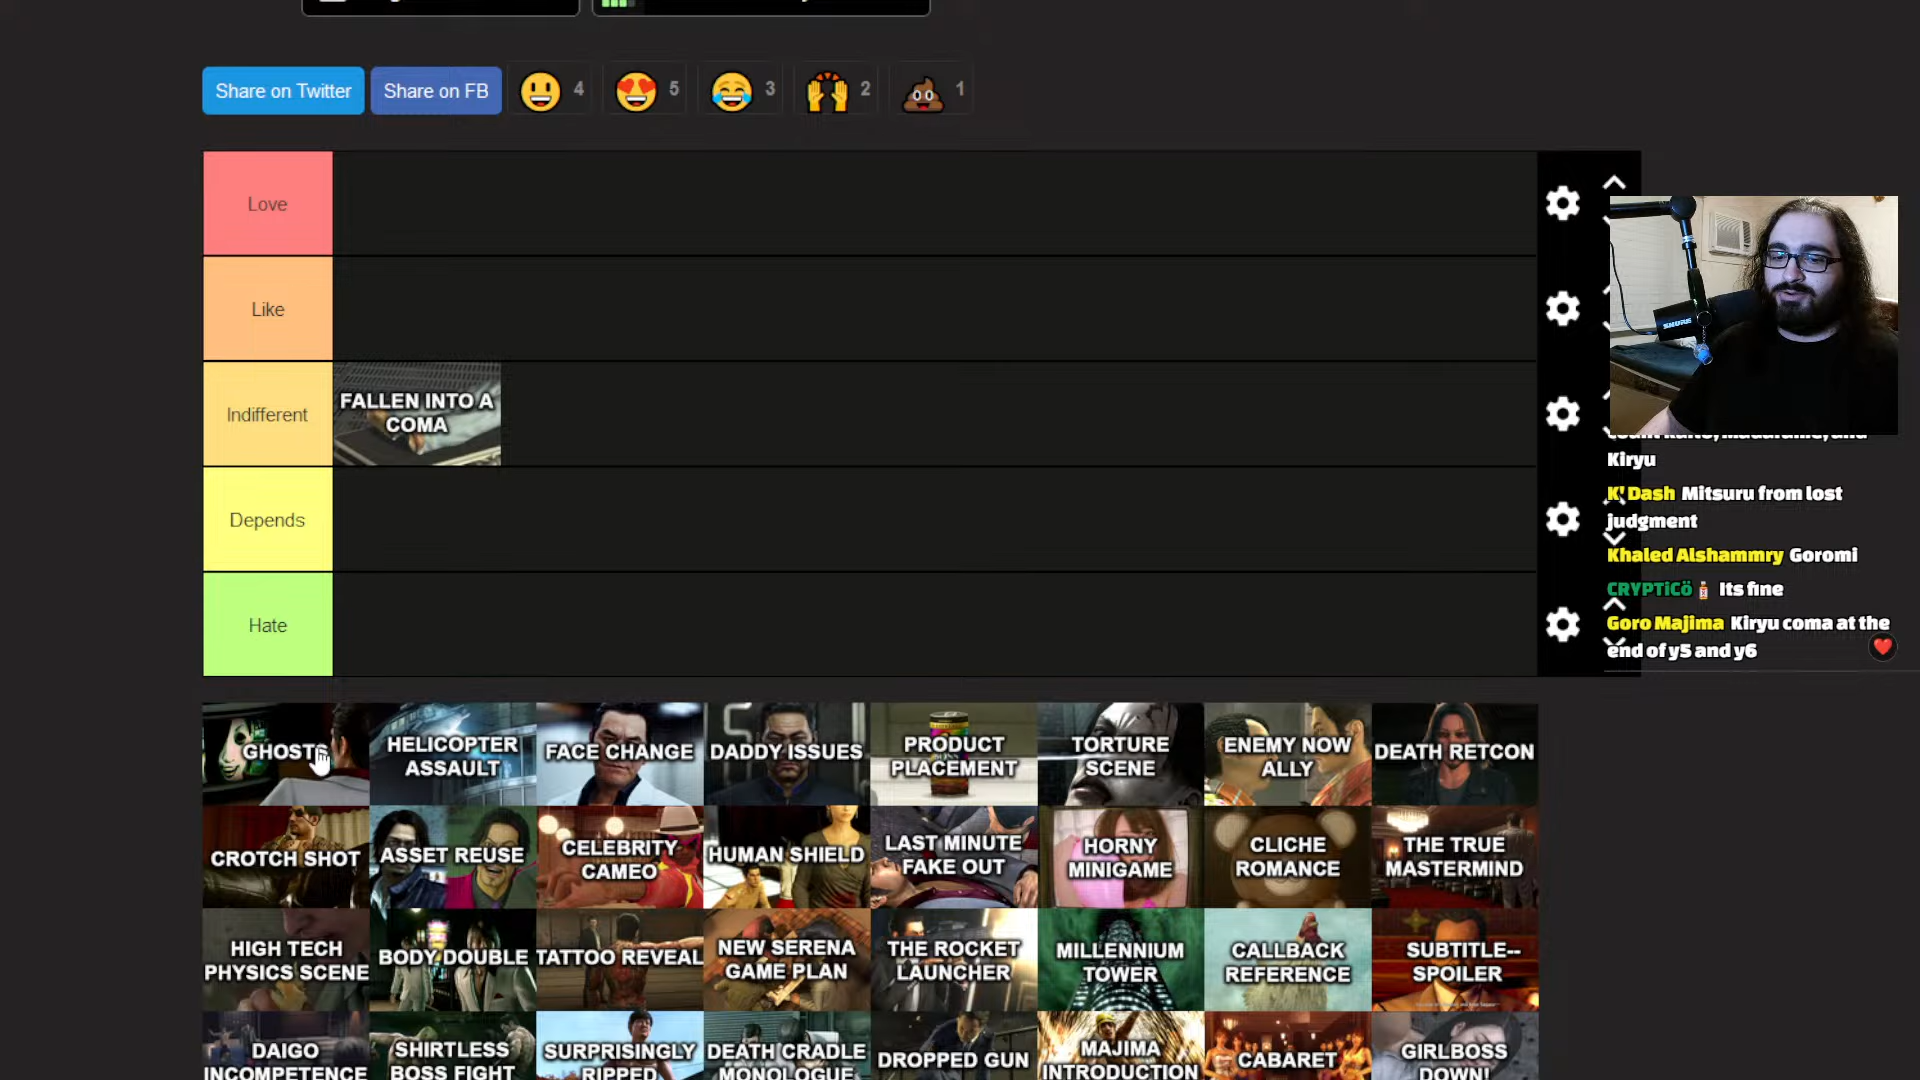 Share on Twitter
Share on FB
4
5
3
2
1
Love
Like
Indifferent
FALLEN INTO A
COMA
Depends
Hate
SHURE
Kiryu
K' Dash Mitsuru from lost
judgment
Khaled Alshammry Goromi
CRYPTiCö Its fine
Goro Majima Kiryu coma at the
end of y5 and y6
GHOSTS
HELICOPTER
ASSAULT
FACE CHANGE
DADDY ISSUES
PRODUCT
PLACEMENT
TORTURE
SCENE
ENEMY NOW
ALLY
DEATH RETCON
CROTCH SHOT
ASSET REUSE
CELEBRITY
CAMEO
HUMAN SHIELD
LAST MINUTE
FAKE OUT
HORNY
MINIGAME
CLICHE
ROMANCE
THE TRUE
MASTERMIND
HIGH TECH
PHYSICS SCENE
BODY DOUBLE
TATTOO REVEAL
NEW SERENA
GAME PLAN
THE ROCKET
LAUNCHER
MILLENNIUM
TOWER
CALLBACK
REFERENCE
SUBTITLE--
SPOILER
DAIGO
INCOMPETENCE
SHIRTLESS
BOSS FIGHT
SURPRISINGLY
RIPPED
DEATH CRADLE
MONOLOGUE
DROPPED GUN
MAJIMA
INTRODUCTION
CABARET
GIRLBOSS
DOWN!